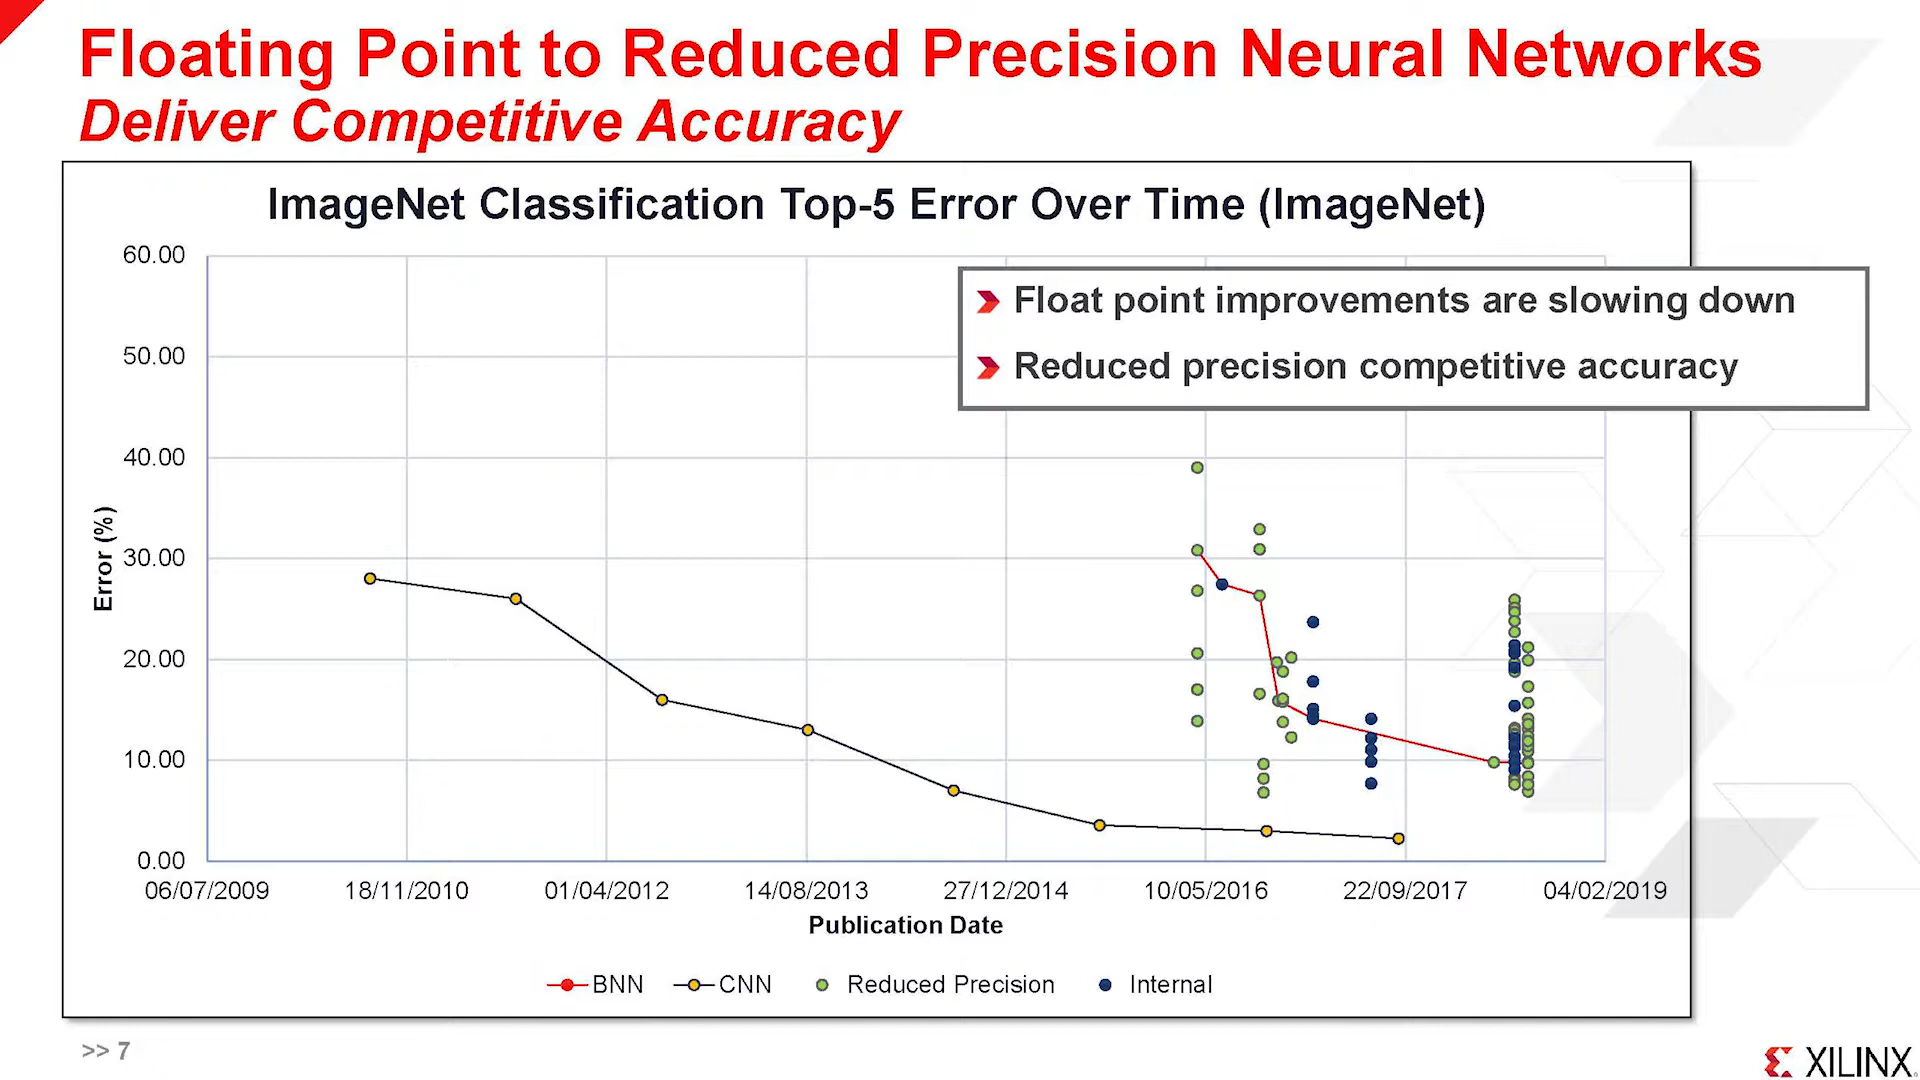 Floating Point to Reduced Precision Neural Networks
Deliver Competitive Accuracy
ImageNet Classification Top-5 Error Over Time (ImageNet)
Float point improvements are slowing down
Reduced precision competitive accuracy
60.00
50.00
40.00
30.00
20.00
10.00
0.00
Error (%)
06/07/2009 18/11/2010 01/04/2012 14/08/2013 27/12/2014 10/05/2016 22/09/2017 04/02/2019
Publication Date
BNN CNN Reduced Precision Internal
>> 7
XILINX